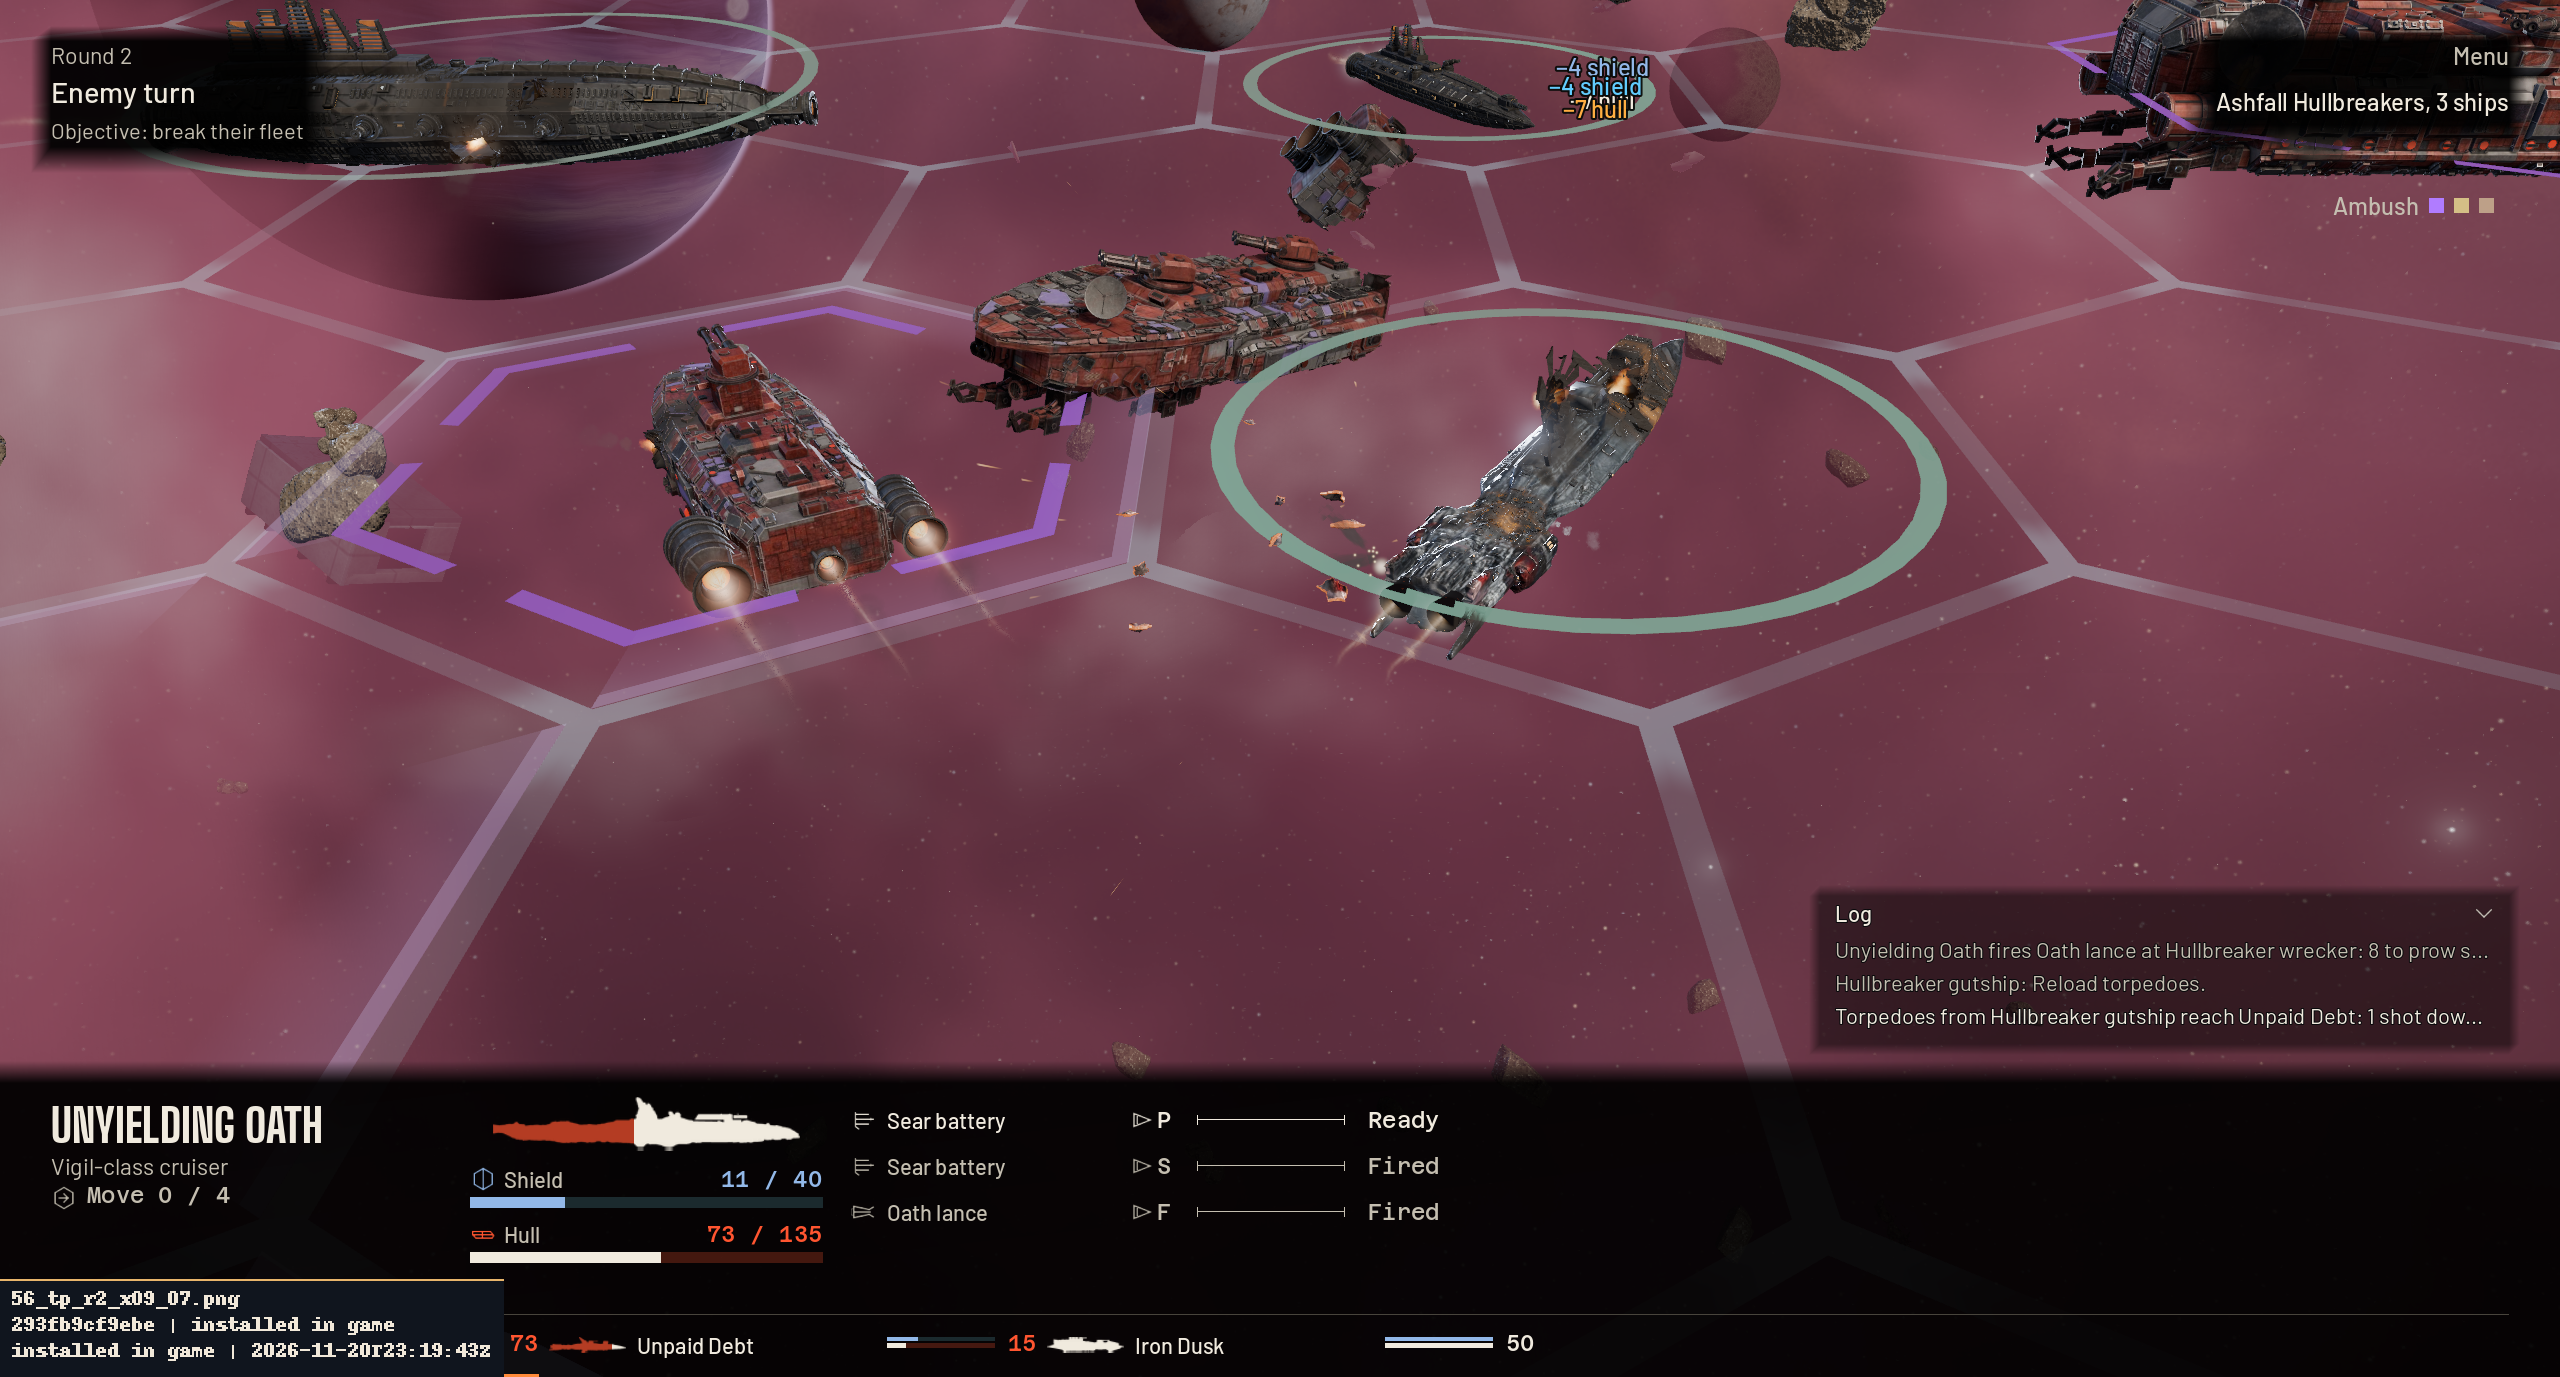 Round 2
Enemy turn
Objective: break their fleet
-4 shield
-4 shield
-7 hull
Menu
Ashfall Hullbreakers, 3 ships
Ambush
Log
Unyielding Oath fires Oath lance at Hullbreaker wrecker: 8 to prow s...
Hullbreaker gutship: Reload torpedoes.
Torpedoes from Hullbreaker gutship reach Unpaid Debt: 1 shot dow...
UNYIELDING OATH
Vigil-class cruiser
Move 0 / 4
Shield 11 / 40
Hull 73 / 135
Sear battery P Ready
Sear battery S Fired
Oath lance F Fired
56_tp_r2_x09_07.png
293fb9cf9ebe | installed in game
installed in game | 2026-11-20T23:19:43Z
73 Unpaid Debt 15 Iron Dusk 50